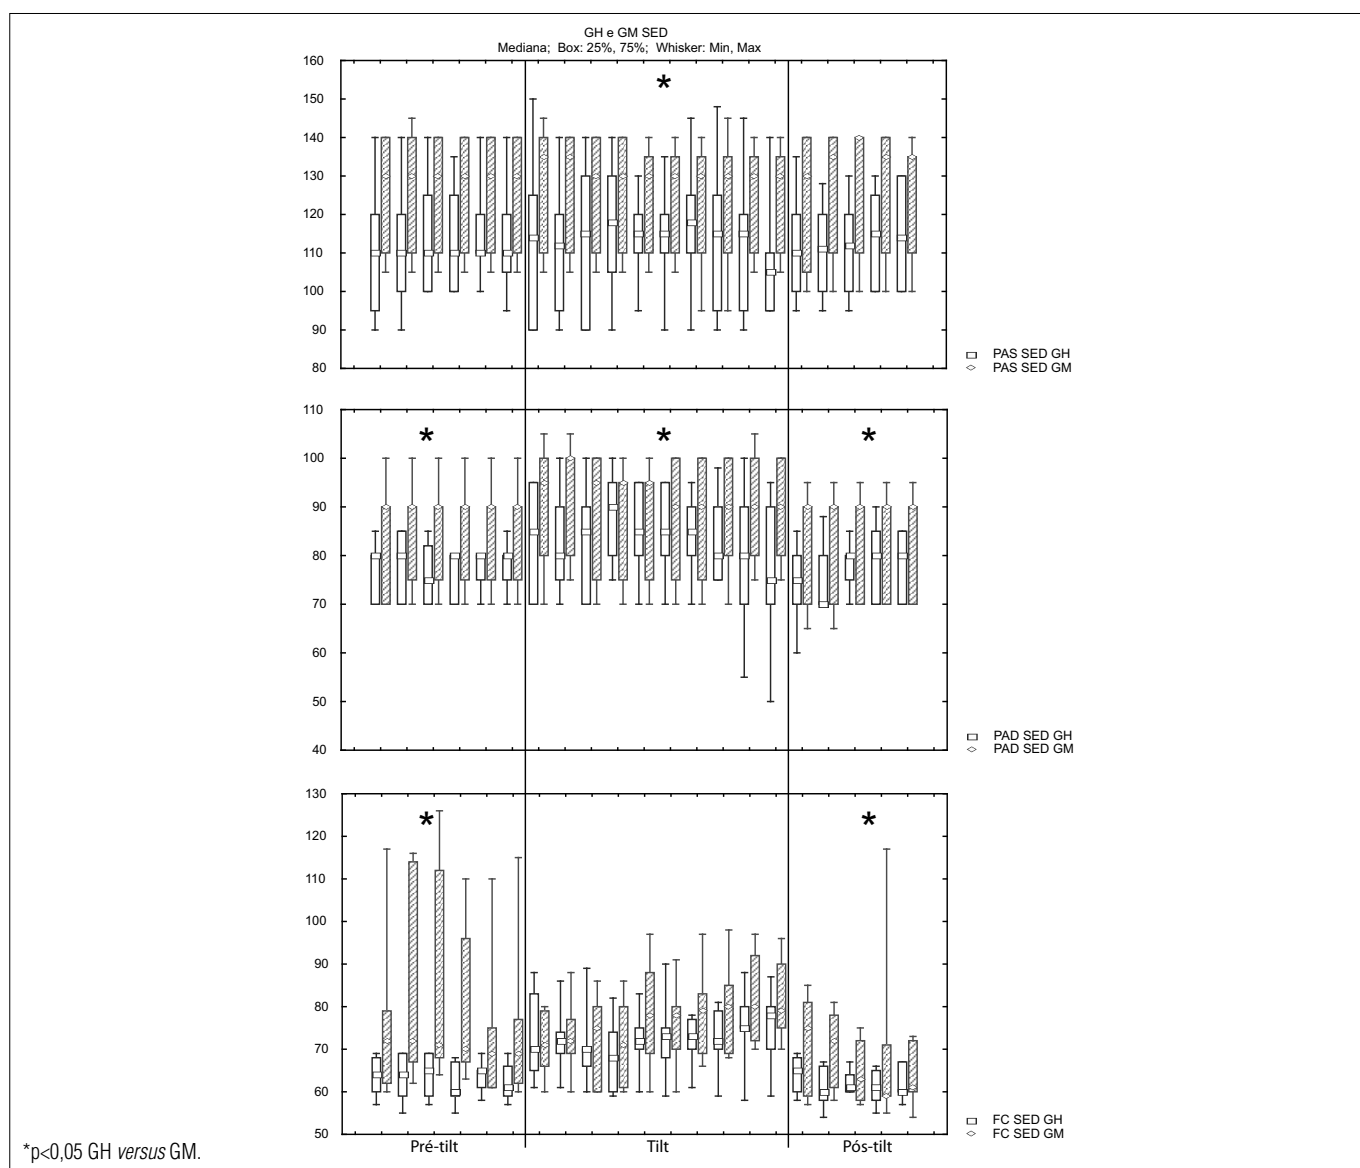 GH e GM SED
Mediana; Box: 25%, 75%; Whisker: Min, Max
160
150
140
130
120
110
100
90
80
*
PAS SED GH
PAS SED GM
110
100
90
80
70
60
50
40
* * *
PAD SED GH
PAD SED GM
130
120
110
100
90
80
70
60
50
* *
FC SED GH
FC SED GM
Pré-tilt Tilt Pós-tilt
*p<0,05 GH versus GM.